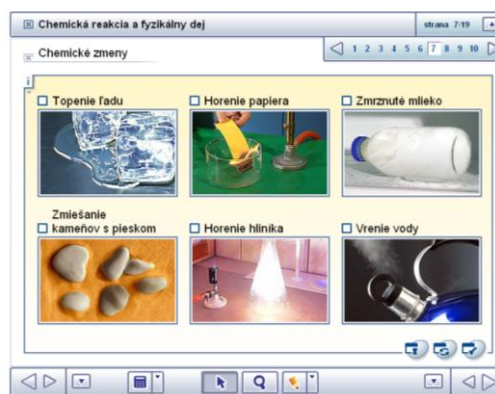 Chemická reakcia a fyzikálny dej
strana 7/19
Chemické zmeny
1 2 3 4 5 6 7 8 9 10
i
Topenie ľadu
Horenie papiera
Zmrznuté mlieko
Zmiešanie
kameňov s pieskom
Horenie hliníka
Vrenie vody